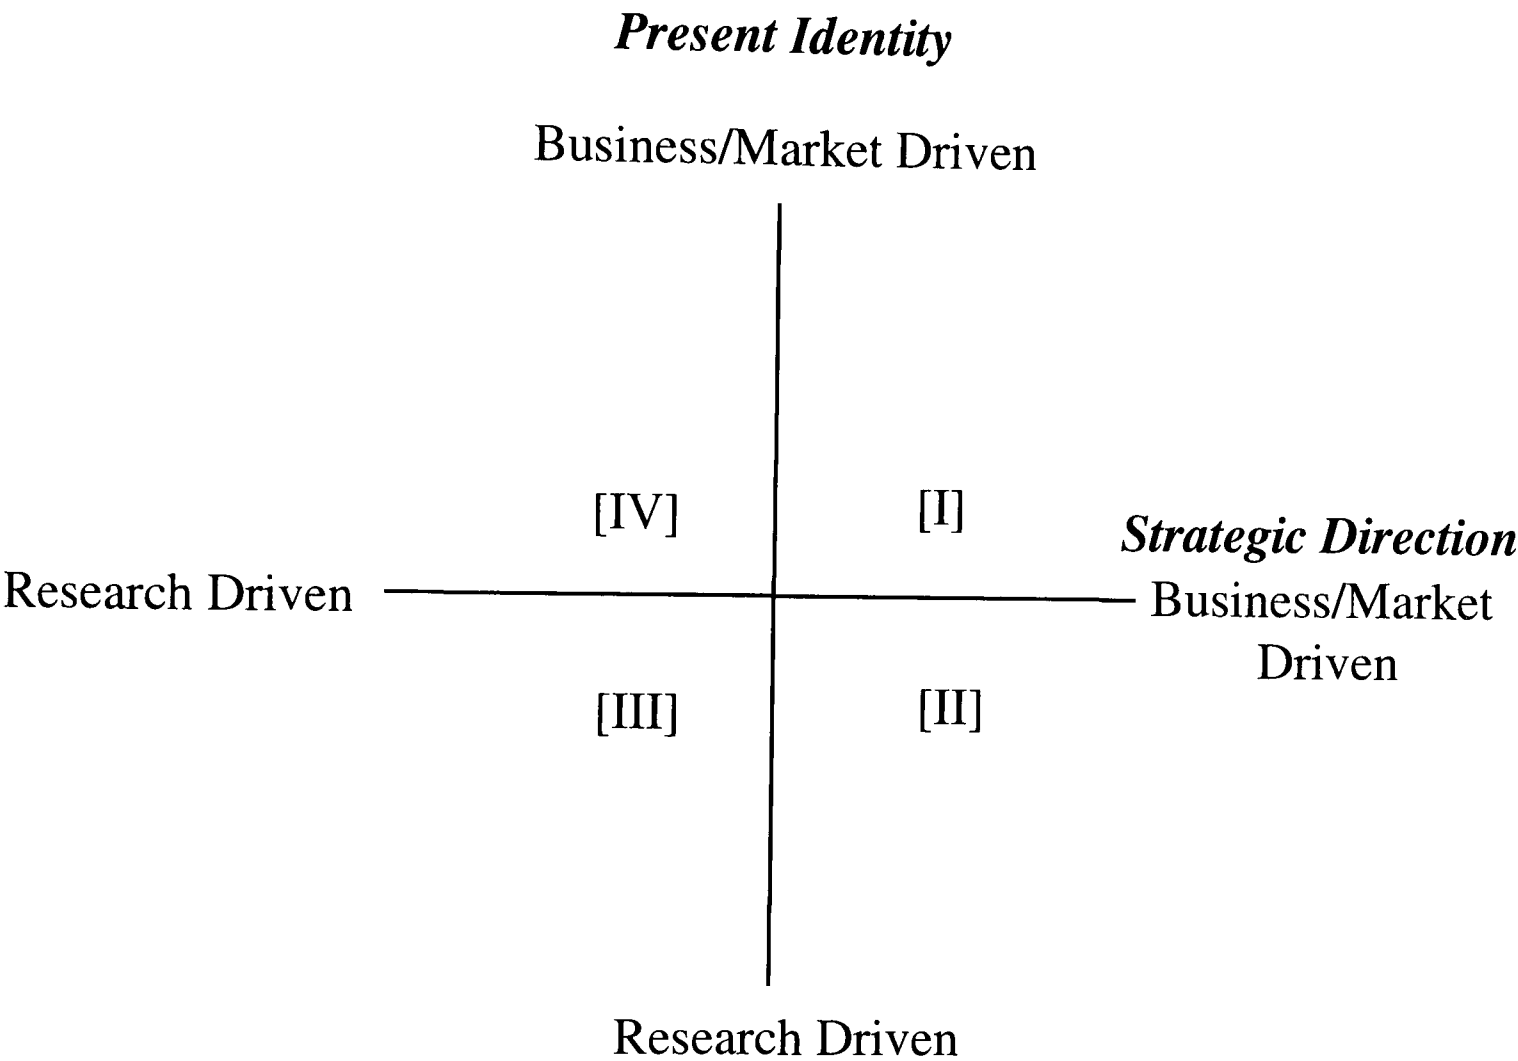 Present Identity
Business/Market Driven
[IV]
[I]
Strategic Direction
Research Driven
Business/Market
Driven
[III]
[II]
Research Driven